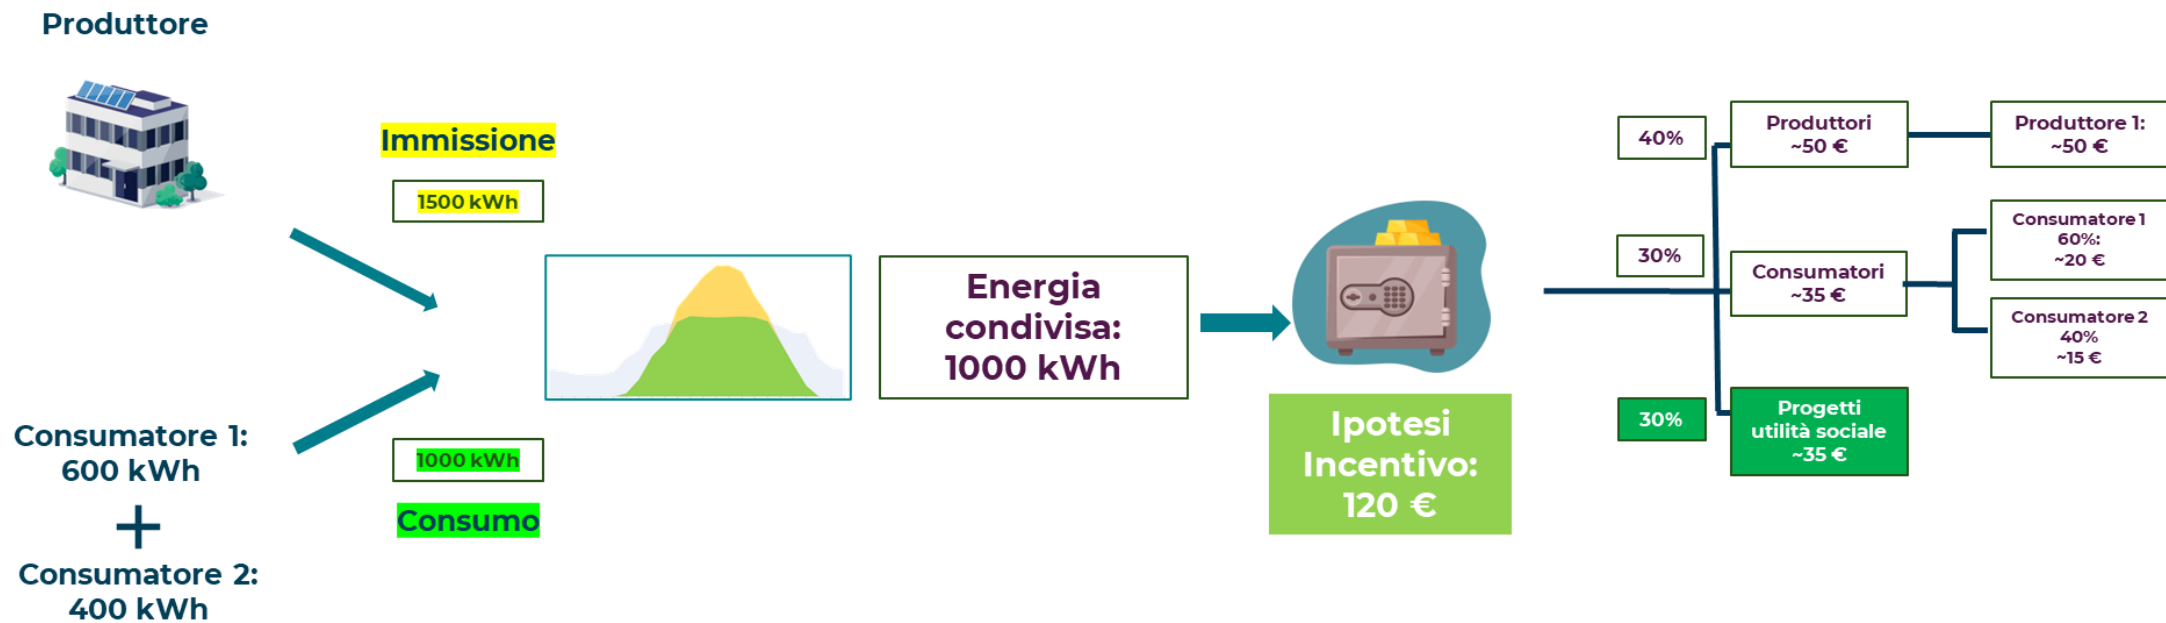 Produttore
Immissione
1500 kWh
Consumatore 1:
600 kWh
+
Consumatore 2:
400 kWh
1000 kWh
Consumo
Energia
condivisa:
1000 kWh
Ipotesi
Incentivo:
120 €
40%
Produttori
~50 €
Produttore 1:
~50 €
30%
Consumatori
~35 €
Consumatore 1
60%:
~20 €
Consumatore 2
40%
~15 €
30%
Progetti
utilità sociale
~35 €